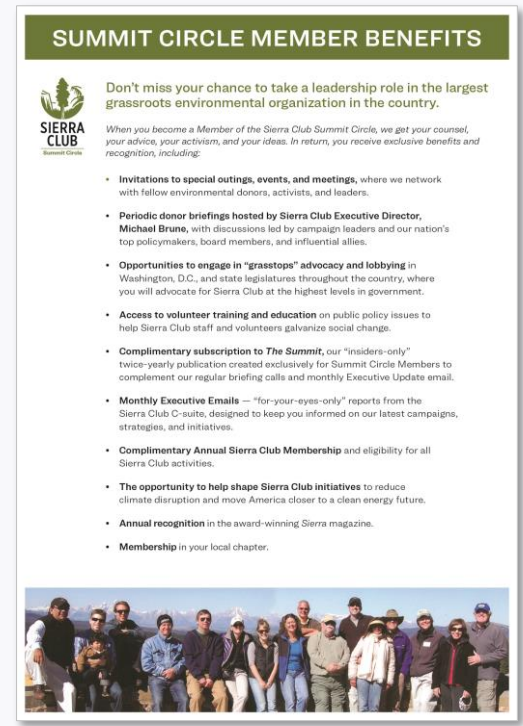 SUMMIT CIRCLE MEMBER BENEFITS
SIERRA
CLUB
Summit Circle
Don't miss your chance to take a leadership role in the largest
grassroots environmental organization in the country.
When you become a Member of the Sierra Club Summit Circle, we get your counsel,
your advice, your activism, and your ideas. In return, you receive exclusive benefits and
recognition, including:
• Invitations to special outings, events, and meetings, where we network
with fellow environmental donors, activists, and leaders.
• Periodic donor briefings hosted by Sierra Club Executive Director,
Michael Brune, with discussions led by campaign leaders and our nation's
top policymakers, board members, and influential allies.
• Opportunities to engage in "grasstops" advocacy and lobbying in
Washington, D.C., and state legislatures throughout the country, where
you will advocate for Sierra Club at the highest levels in government.
• Access to volunteer training and education on public policy issues to
help Sierra Club staff and volunteers galvanize social change.
• Complimentary subscription to The Summit, our "insiders-only"
twice-yearly publication created exclusively for Summit Circle Members to
complement our regular briefing calls and monthly Executive Update email.
• Monthly Executive Emails — "for-your-eyes-only" reports from the
Sierra Club C-suite, designed to keep you informed on our latest campaigns,
strategies, and initiatives.
• Complimentary Annual Sierra Club Membership and eligibility for all
Sierra Club activities.
• The opportunity to help shape Sierra Club initiatives to reduce
climate disruption and move America closer to a clean energy future.
• Annual recognition in the award-winning Sierra magazine.
• Membership in your local chapter.